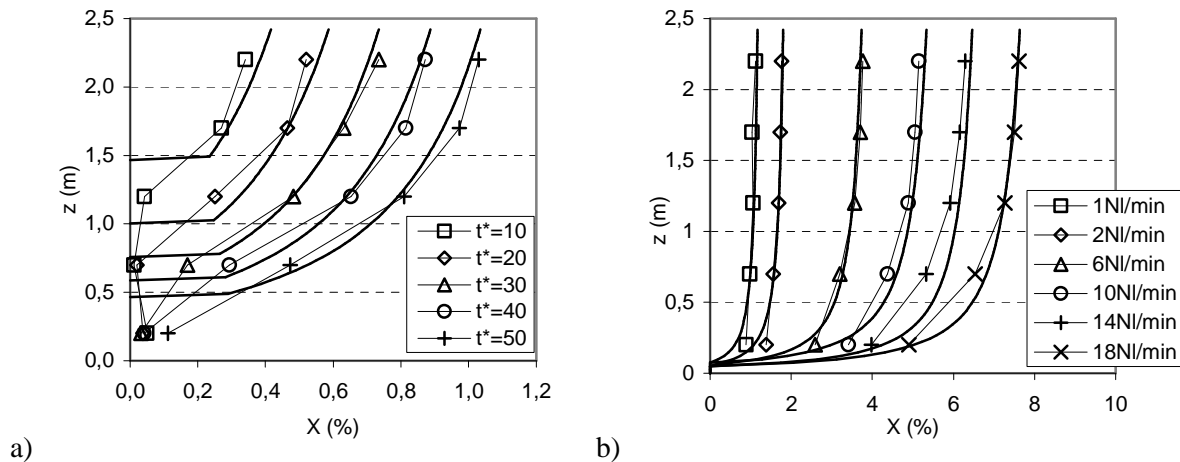 2,5
2,0
1,5
1,0
0,5
0,0
z (m)
0,0 0,2 0,4 0,6 0,8 1,0 1,2
X (%)
t*=10
t*=20
t*=30
t*=40
t*=50
a)
2,5
2
1,5
1
0,5
0
z (m)
0 2 4 6 8 10
X (%)
1Nl/min
2Nl/min
6Nl/min
10Nl/min
14Nl/min
18Nl/min
b)